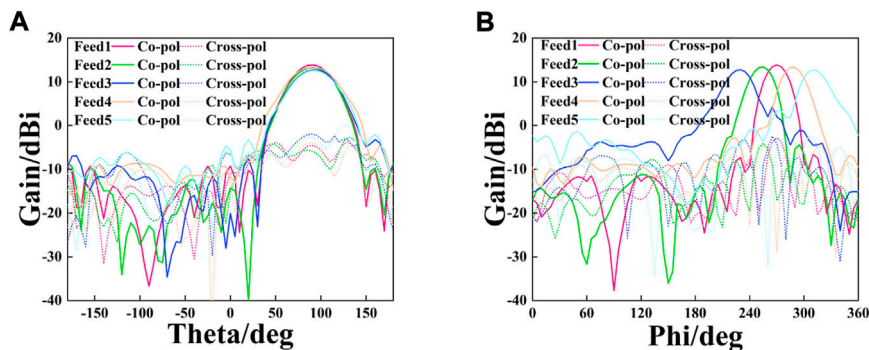 A
B
20
Feed1 Co-pol Cross-pol
Feed2 Co-pol Cross-pol
Feed3 Co-pol Cross-pol
Feed4 Co-pol Cross-pol
Feed5 Co-pol Cross-pol
10
0
-10
-20
-30
-40
Gain/dBi
-150 -100 -50 0 50 100 150
Theta/deg
20
Feed1 Co-pol Cross-pol
Feed2 Co-pol Cross-pol
Feed3 Co-pol Cross-pol
Feed4 Co-pol Cross-pol
Feed5 Co-pol Cross-pol
10
0
-10
-20
-30
-40
Gain/dBi
0 60 120 180 240 300 360
Phi/deg